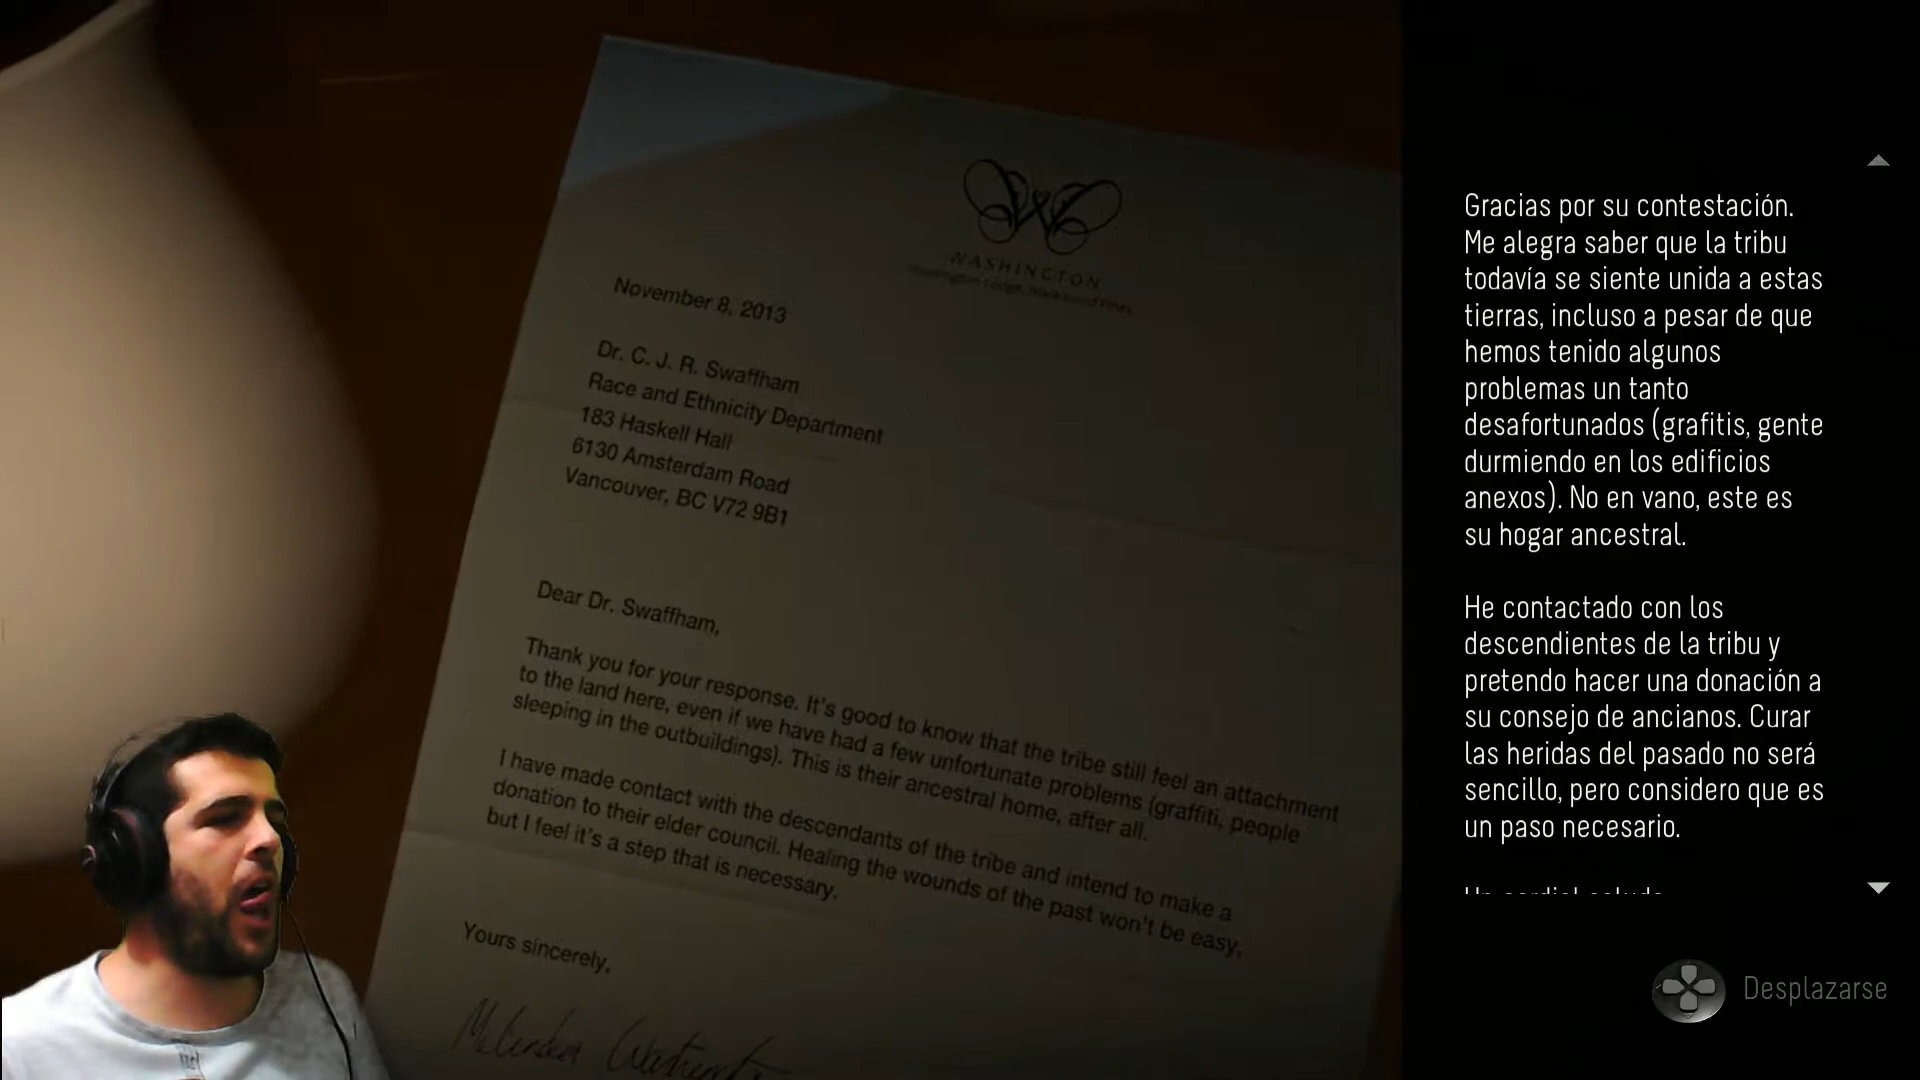 WASHINGTON
Washington Lodge, Blackwood Pines
November 8, 2013
Dr. C. J. R. Swaffham
Race and Ethnicity Department
183 Haskell Hall
6130 Amsterdam Road
Vancouver, BC V72 9B1
Dear Dr. Swaffham,
Thank you for your response. It's good to know that the tribe still feel an attachment
to the land here, even if we have had a few unfortunate problems (graffiti, people
sleeping in the outbuildings). This is their ancestral home, after all.
I have made contact with the descendants of the tribe and intend to make a
donation to their elder council. Healing the wounds of the past won't be easy,
but I feel it's a step that is necessary.
Yours sincerely,
Melinda Washington
Gracias por su contestación.
Me alegra saber que la tribu
todavía se siente unida a estas
tierras, incluso a pesar de que
hemos tenido algunos
problemas un tanto
desafortunados (grafitis, gente
durmiendo en los edificios
anexos). No en vano, este es
su hogar ancestral.
He contactado con los
descendientes de la tribu y
pretendo hacer una donación a
su consejo de ancianos. Curar
las heridas del pasado no será
sencillo, pero considero que es
un paso necesario.
Un cordial saludo
Desplazarse